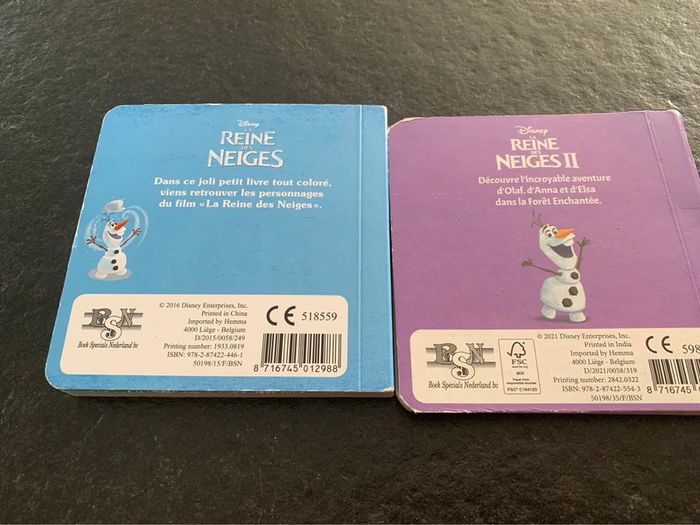 Disney
LA
REINE
DES
NEIGES
Dans ce joli petit livre tout coloré,
viens retrouver les personnages
du film «La Reine des Neiges».
BSN
Boek Specials Nederland bv
© 2016 Disney Enterprises, Inc.
Printed in China
Imported by Hemma
4000 Liège - Belgium
D/2015/0058/249
Printing number: 1933.0819
ISBN: 978-2-87422-446-1
50198/15/F/BSN
CE 518559
8 716745 012988
Disney
LA
REINE
DES
NEIGES II
Découvre l'incroyable aventure
d'Olaf, d'Anna et d'Elsa
dans la Forêt Enchantée.
BSN
Boek Specials Nederland bv
FSC
MIX
FSC® C164120
© 2021 Disney Enterprises, Inc.
Printed in India
Imported by Hemma
4000 Liège - Belgium
D/2021/0058/319
Printing number: 2842.0322
ISBN: 978-2-87422-554-3
50198/35/F/BSN
CE 598
8 716745